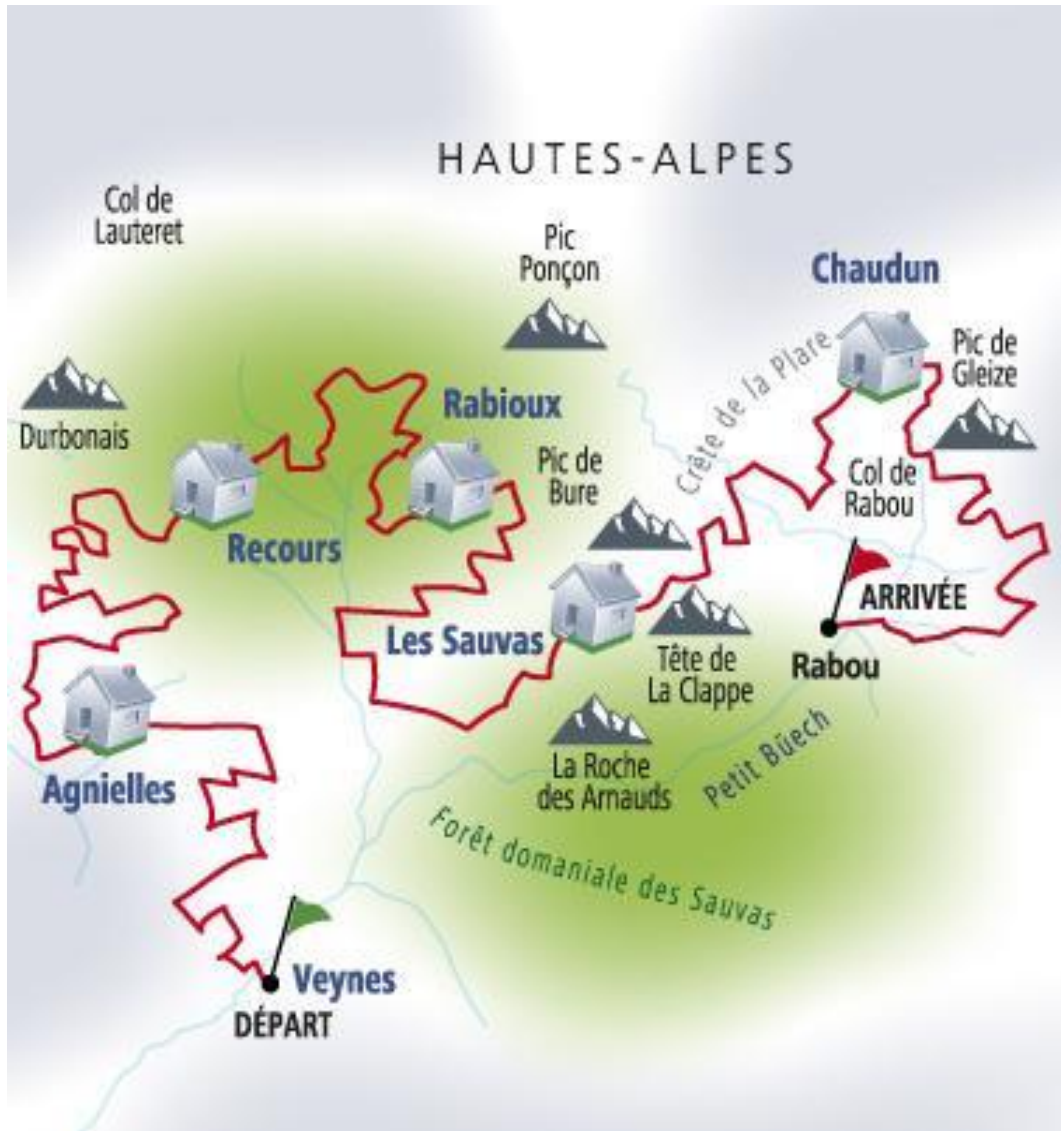 HAUTES-ALPES
Col de
Lauteret
Pic
Ponçon
Chaudun
Pic de
Gleize
Crête de la Plare
Durbonais
Rabioux
Pic de
Bure
Col de
Rabou
Recours
ARRIVÉE
Les Sauvas
Rabou
Tête de
La Clappe
Agnielles
La Roche
des Arnauds
Petit Büech
Forêt domaniale des Sauvas
Veynes
DÉPART